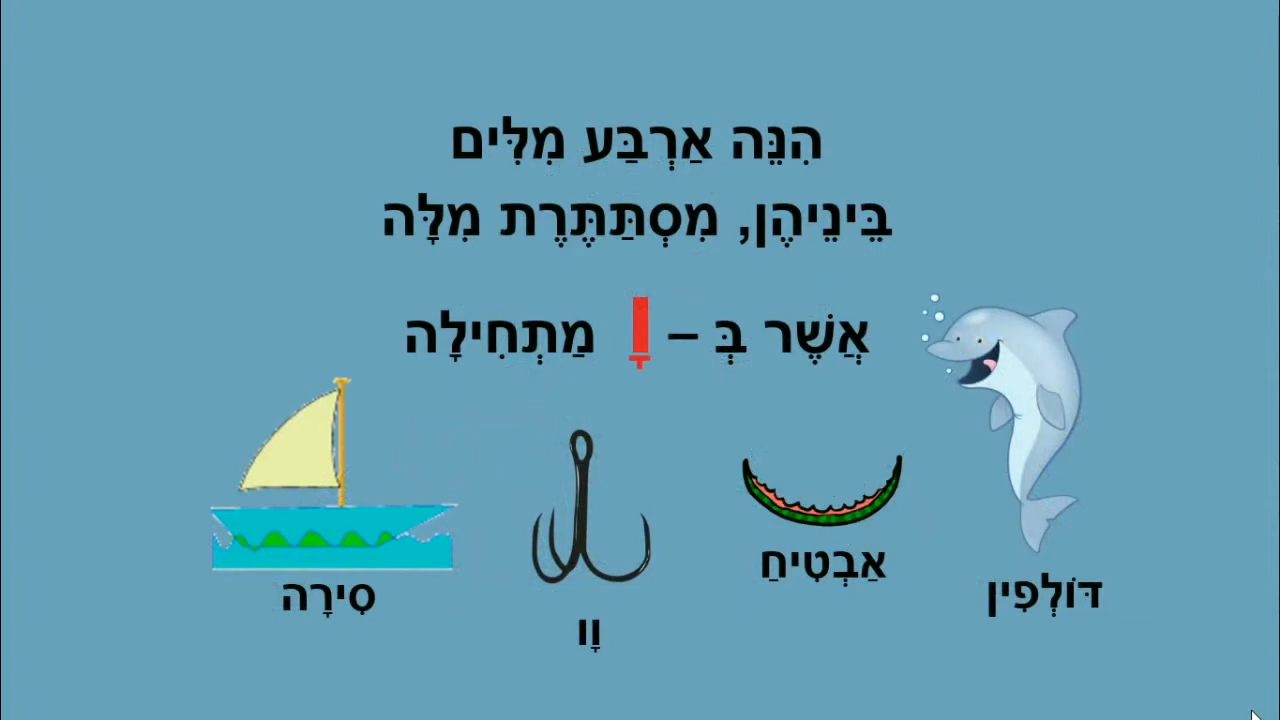 הִנֵּה אַרְבַּע מִלִּים
בֵּינֵיהֶן, מִסְתַּתֶּרֶת מִלָּה
אֲשֶׁר בְּ – וָ מַתְחִילָה
דּוֹלְפִין
אַבְטִיחַ
וָו
סִירָה